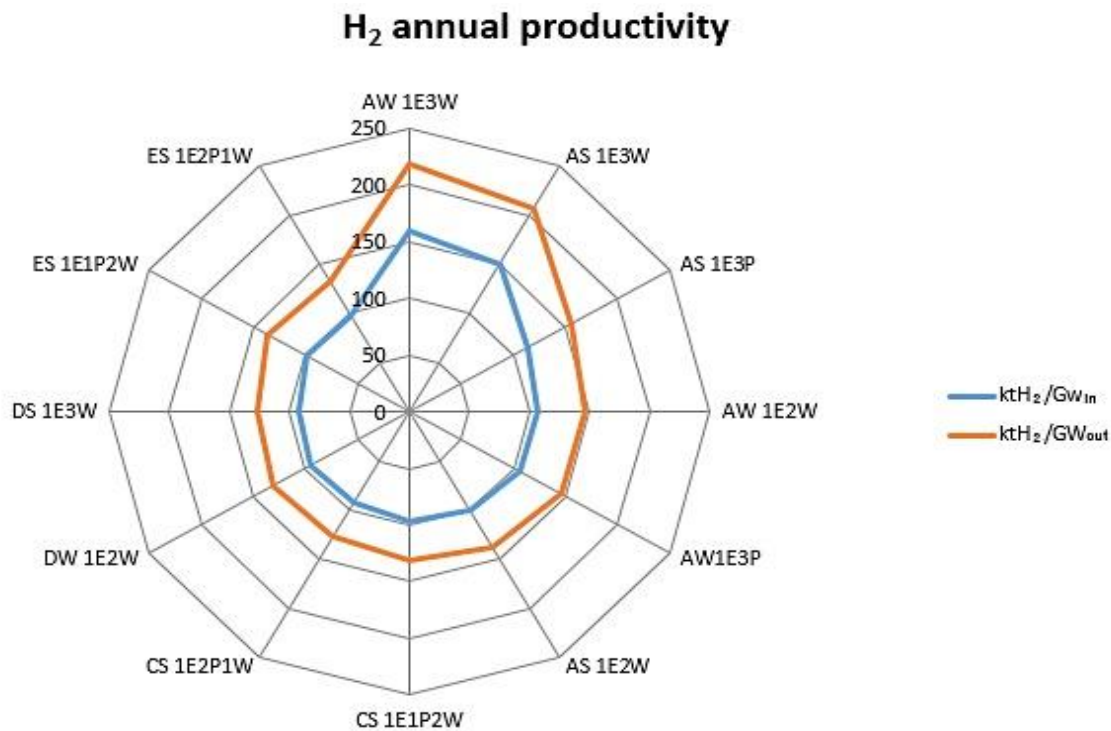 H₂ annual productivity
AW 1E3W
250
ES 1E2P1W
AS 1E3W
200
150
ES 1E1P2W
AS 1E3P
100
50
DS 1E3W
0
AW 1E2W
ktH₂/Gwᵢₙ
ktH₂/GWₒᵤₜ
DW 1E2W
AW1E3P
CS 1E2P1W
AS 1E2W
CS 1E1P2W